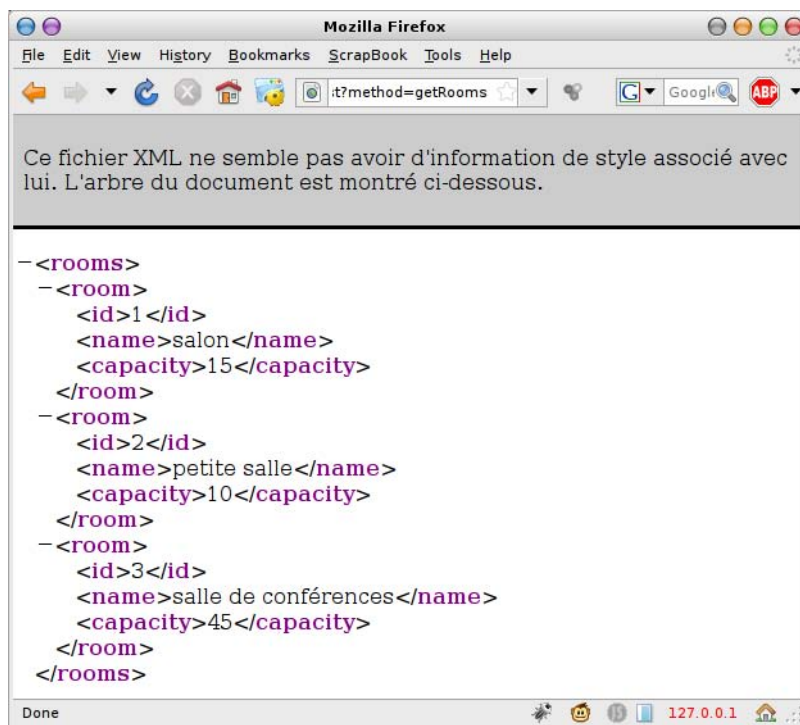 Mozilla Firefox
File Edit View History Bookmarks ScrapBook Tools Help
t?method=getRooms G Google ABP
Ce fichier XML ne semble pas avoir d'information de style associé avec
lui. L'arbre du document est montré ci-dessous.
−<rooms>
−<room>
<id>1</id>
<name>salon</name>
<capacity>15</capacity>
</room>
−<room>
<id>2</id>
<name>petite salle</name>
<capacity>10</capacity>
</room>
−<room>
<id>3</id>
<name>salle de conférences</name>
<capacity>45</capacity>
</room>
</rooms>
Done 127.0.0.1